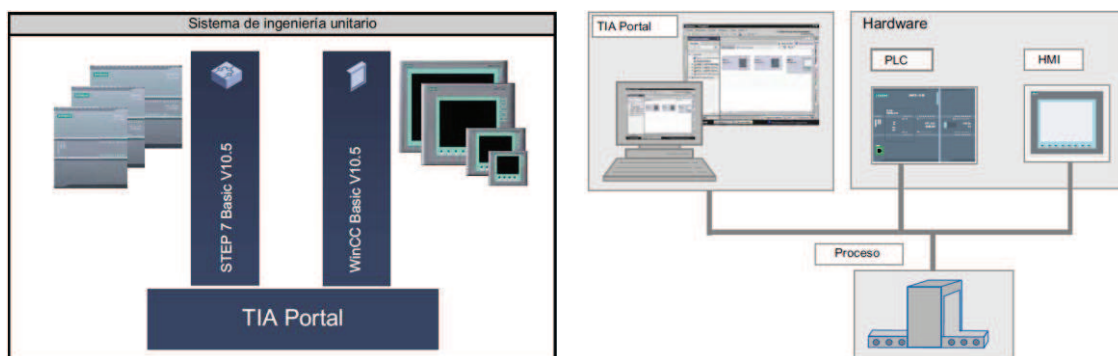 Sistema de ingeniería unitario
STEP 7 Basic V10.5
WinCC Basic V10.5
TIA Portal
TIA Portal
Hardware
PLC
HMI
Proceso